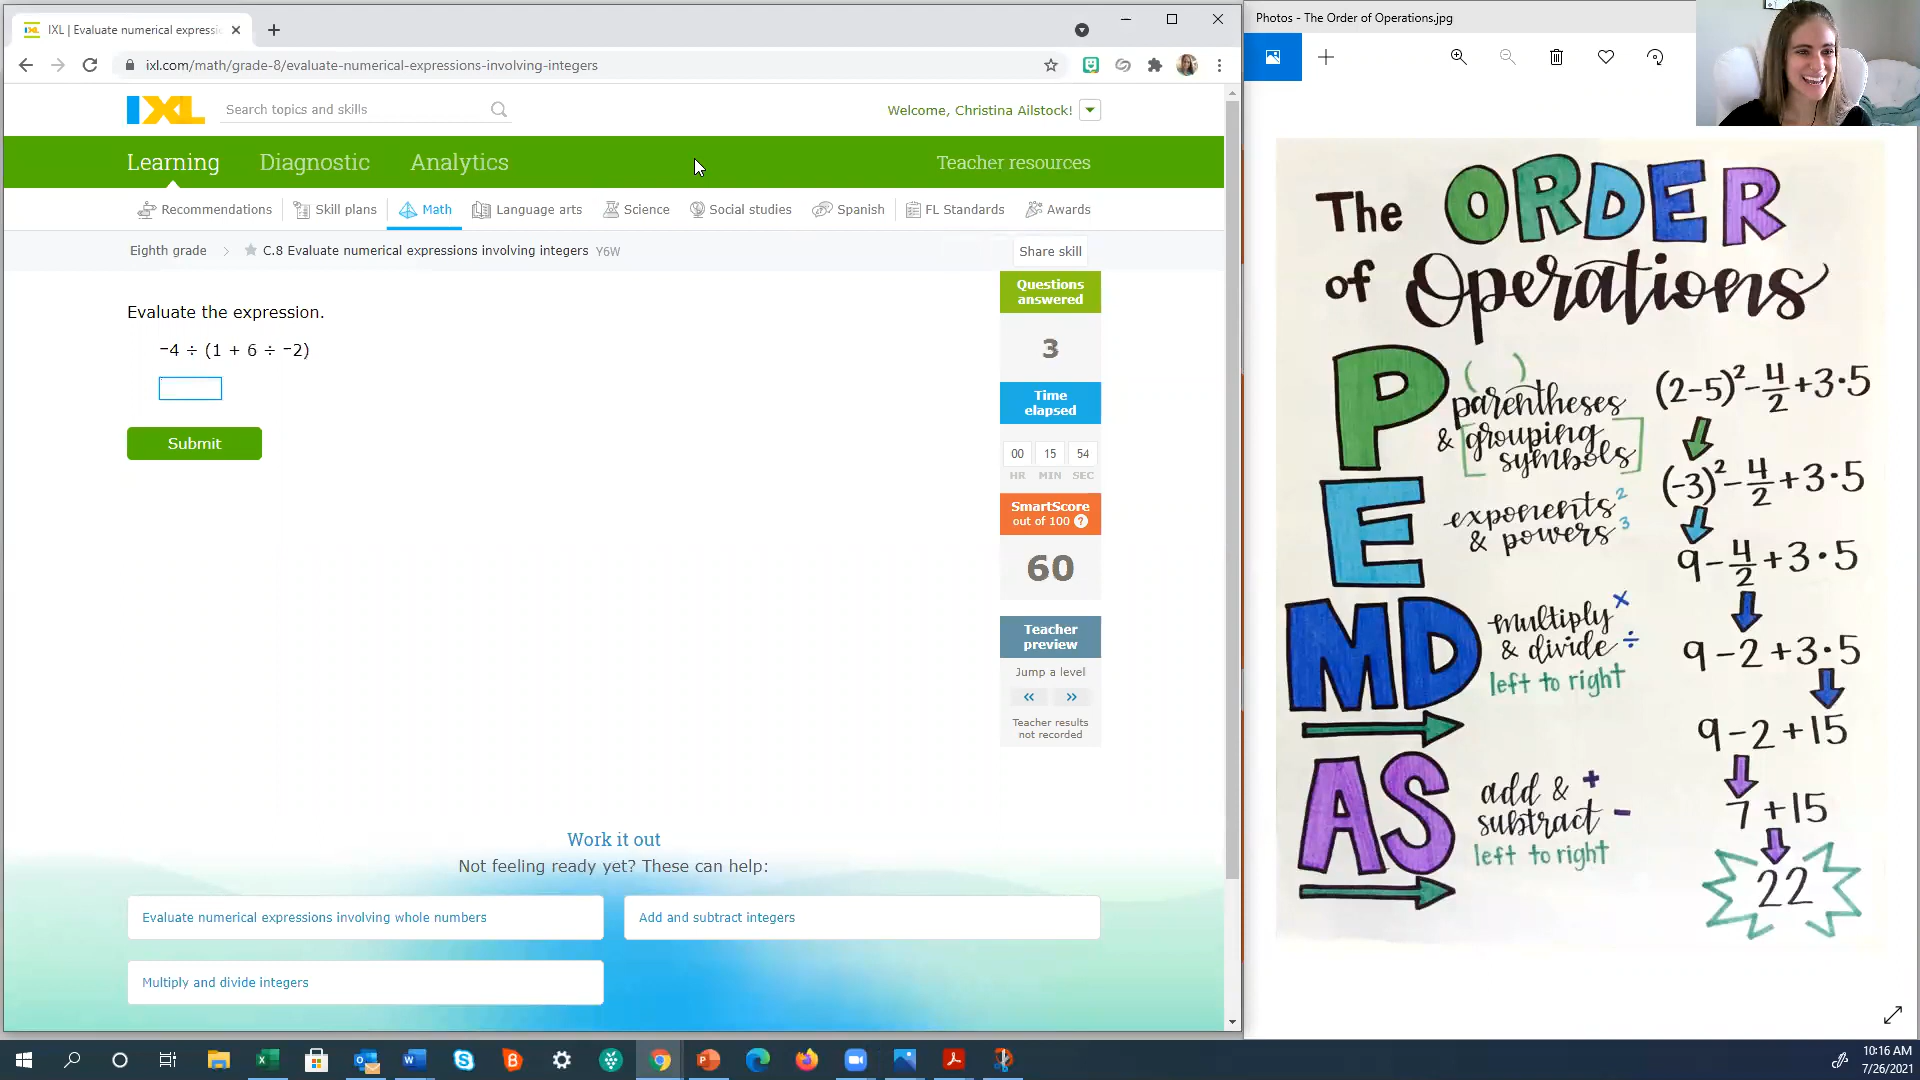 IXL | Evaluate numerical expressi
ixl.com/math/grade-8/evaluate-numerical-expressions-involving-integers
IXL
Search topics and skills
Welcome, Christina Ailstock!
Learning
Diagnostic
Analytics
Teacher resources
Recommendations
Skill plans
Math
Language arts
Science
Social studies
Spanish
FL Standards
Awards
Eighth grade > C.8 Evaluate numerical expressions involving integers Y6W
Share skill
Evaluate the expression.
-4 ÷ (1 + 6 ÷ -2)
Submit
Questions
answered
3
Time
elapsed
00 15 54
HR MIN SEC
SmartScore
out of 100 ?
60
Teacher
preview
Jump a level
« »
Teacher results
not recorded
Work it out
Not feeling ready yet? These can help:
Evaluate numerical expressions involving whole numbers
Add and subtract integers
Multiply and divide integers
Photos - The Order of Operations.jpg
The ORDER
of Operations
P
( )
parentheses
& [grouping
symbols]
E
exponents 2
& powers 3
MD
multiply ×
& divide ÷
left to right
AS
add & +
subtract -
left to right
(2-5)² - 4/2 + 3·5
(-3)² - 4/2 + 3·5
9 - 4/2 + 3·5
9 - 2 + 3·5
9 - 2 + 15
7 + 15
22
10:16 AM
7/26/2021